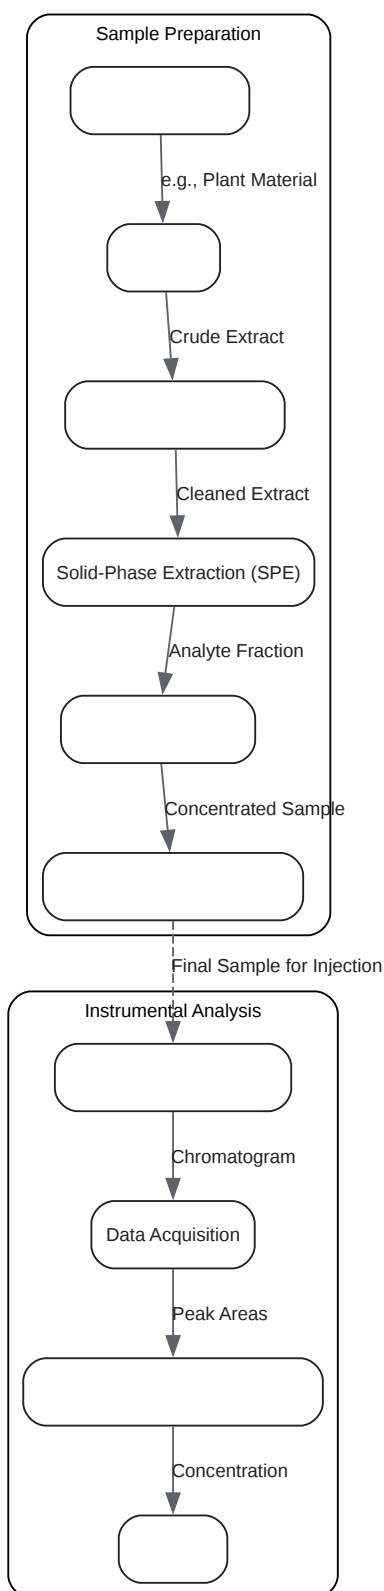 Sample Preparation
e.g., Plant Material
Crude Extract
Cleaned Extract
Solid-Phase Extraction (SPE)
Analyte Fraction
Concentrated Sample
Final Sample for Injection
Instrumental Analysis
Chromatogram
Data Acquisition
Peak Areas
Concentration